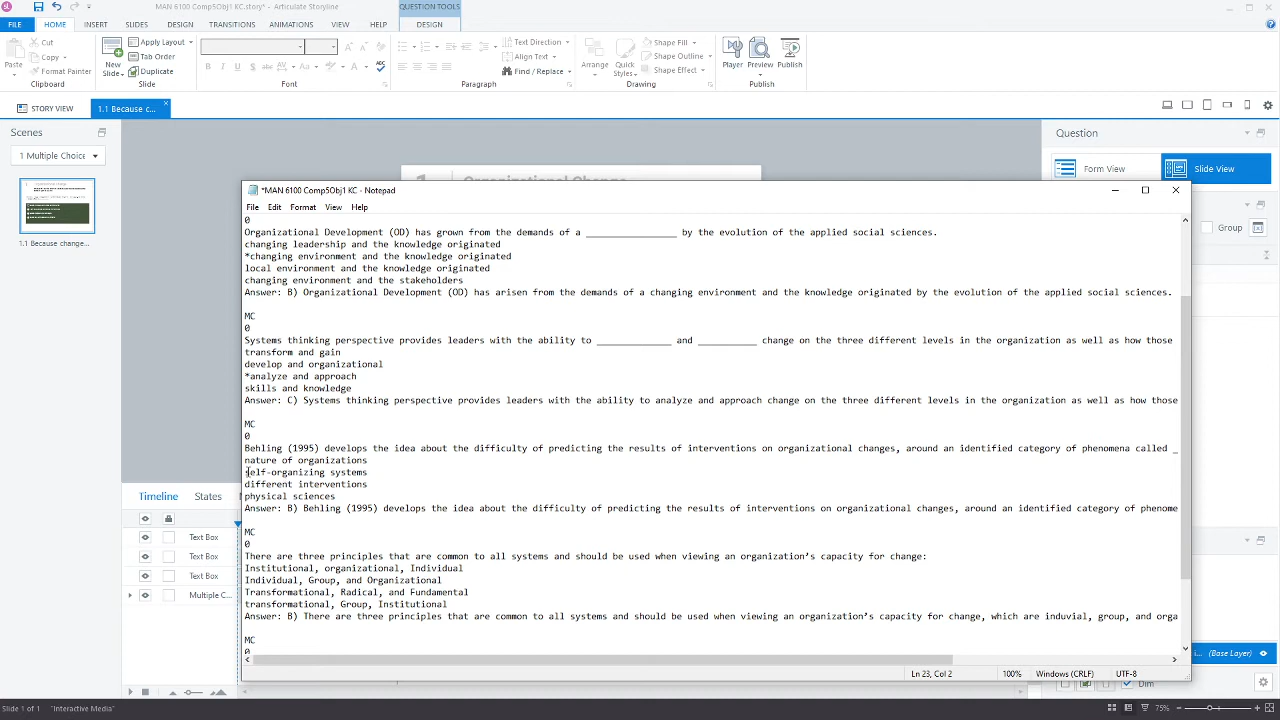 MAN 6100 Comp5Obj1 KC.story* - Articulate Storyline
QUESTION TOOLS
FILE HOME INSERT SLIDES DESIGN TRANSITIONS ANIMATIONS VIEW HELP DESIGN
Paste Cut Copy Format Painter
Clipboard
New Slide Apply Layout Tab Order Duplicate
Slide
Font
Text Direction
Align Text
Find / Replace
Paragraph
Arrange Quick Styles Shape Fill Shape Outline Shape Effect
Drawing
Player Preview Publish
Publish
STORY VIEW 1.1 Because c...
Scenes
1 Multiple Choice
1.1 Because change...
Question
Form View Slide View
Group
Organizational Change
*MAN 6100 Comp5Obj1 KC - Notepad
File Edit Format View Help
0
Organizational Development (OD) has grown from the demands of a _________________ by the evolution of the applied social sciences.
changing leadership and the knowledge originated
*changing environment and the knowledge originated
local environment and the knowledge originated
changing environment and the stakeholders
Answer: B) Organizational Development (OD) has arisen from the demands of a changing environment and the knowledge originated by the evolution of the applied social sciences.
MC
0
Systems thinking perspective provides leaders with the ability to ______________ and ___________ change on the three different levels in the organization as well as how those
transform and gain
develop and organizational
*analyze and approach
skills and knowledge
Answer: C) Systems thinking perspective provides leaders with the ability to analyze and approach change on the three different levels in the organization as well as how those
MC
0
Behling (1995) develops the idea about the difficulty of predicting the results of interventions on organizational changes, around an identified category of phenomena called _
nature of organizations
self-organizing systems
different interventions
physical sciences
Answer: B) Behling (1995) develops the idea about the difficulty of predicting the results of interventions on organizational changes, around an identified category of phenome
MC
0
There are three principles that are common to all systems and should be used when viewing an organization’s capacity for change:
Institutional, organizational, Individual
Individual, Group, and Organizational
Transformational, Radical, and Fundamental
transformational, Group, Institutional
Answer: B) There are three principles that are common to all systems and should be used when viewing an organization’s capacity for change, which are induvial, group, and orga
MC
0
Ln 23, Col 2 100% Windows (CRLF) UTF-8
Timeline States
Text Box
Text Box
Text Box
Multiple C...
(Base Layer)
Dim
Slide 1 of 1 "Interactive Media" 75%